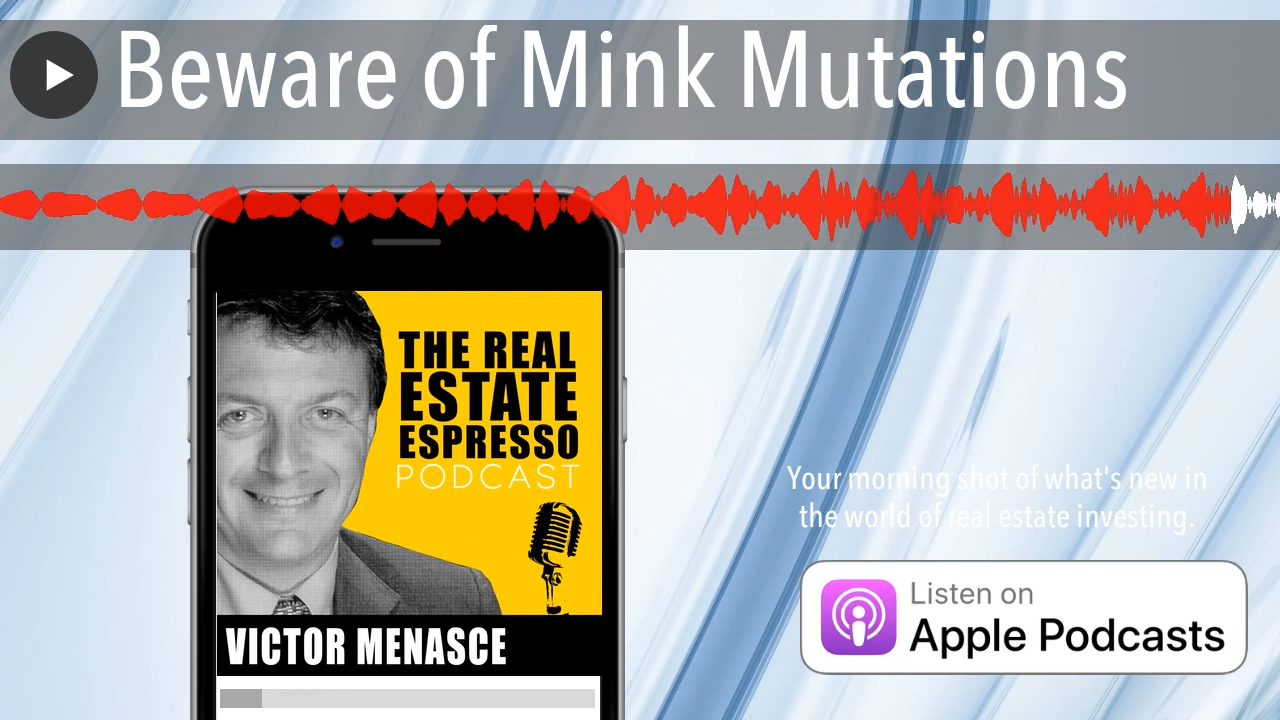 Beware of Mink Mutations
THE REAL
ESTATE
ESPRESSO
PODCAST
VICTOR MENASCE
Your morning shot of what's new in
the world of real estate investing.
Listen on
Apple Podcasts